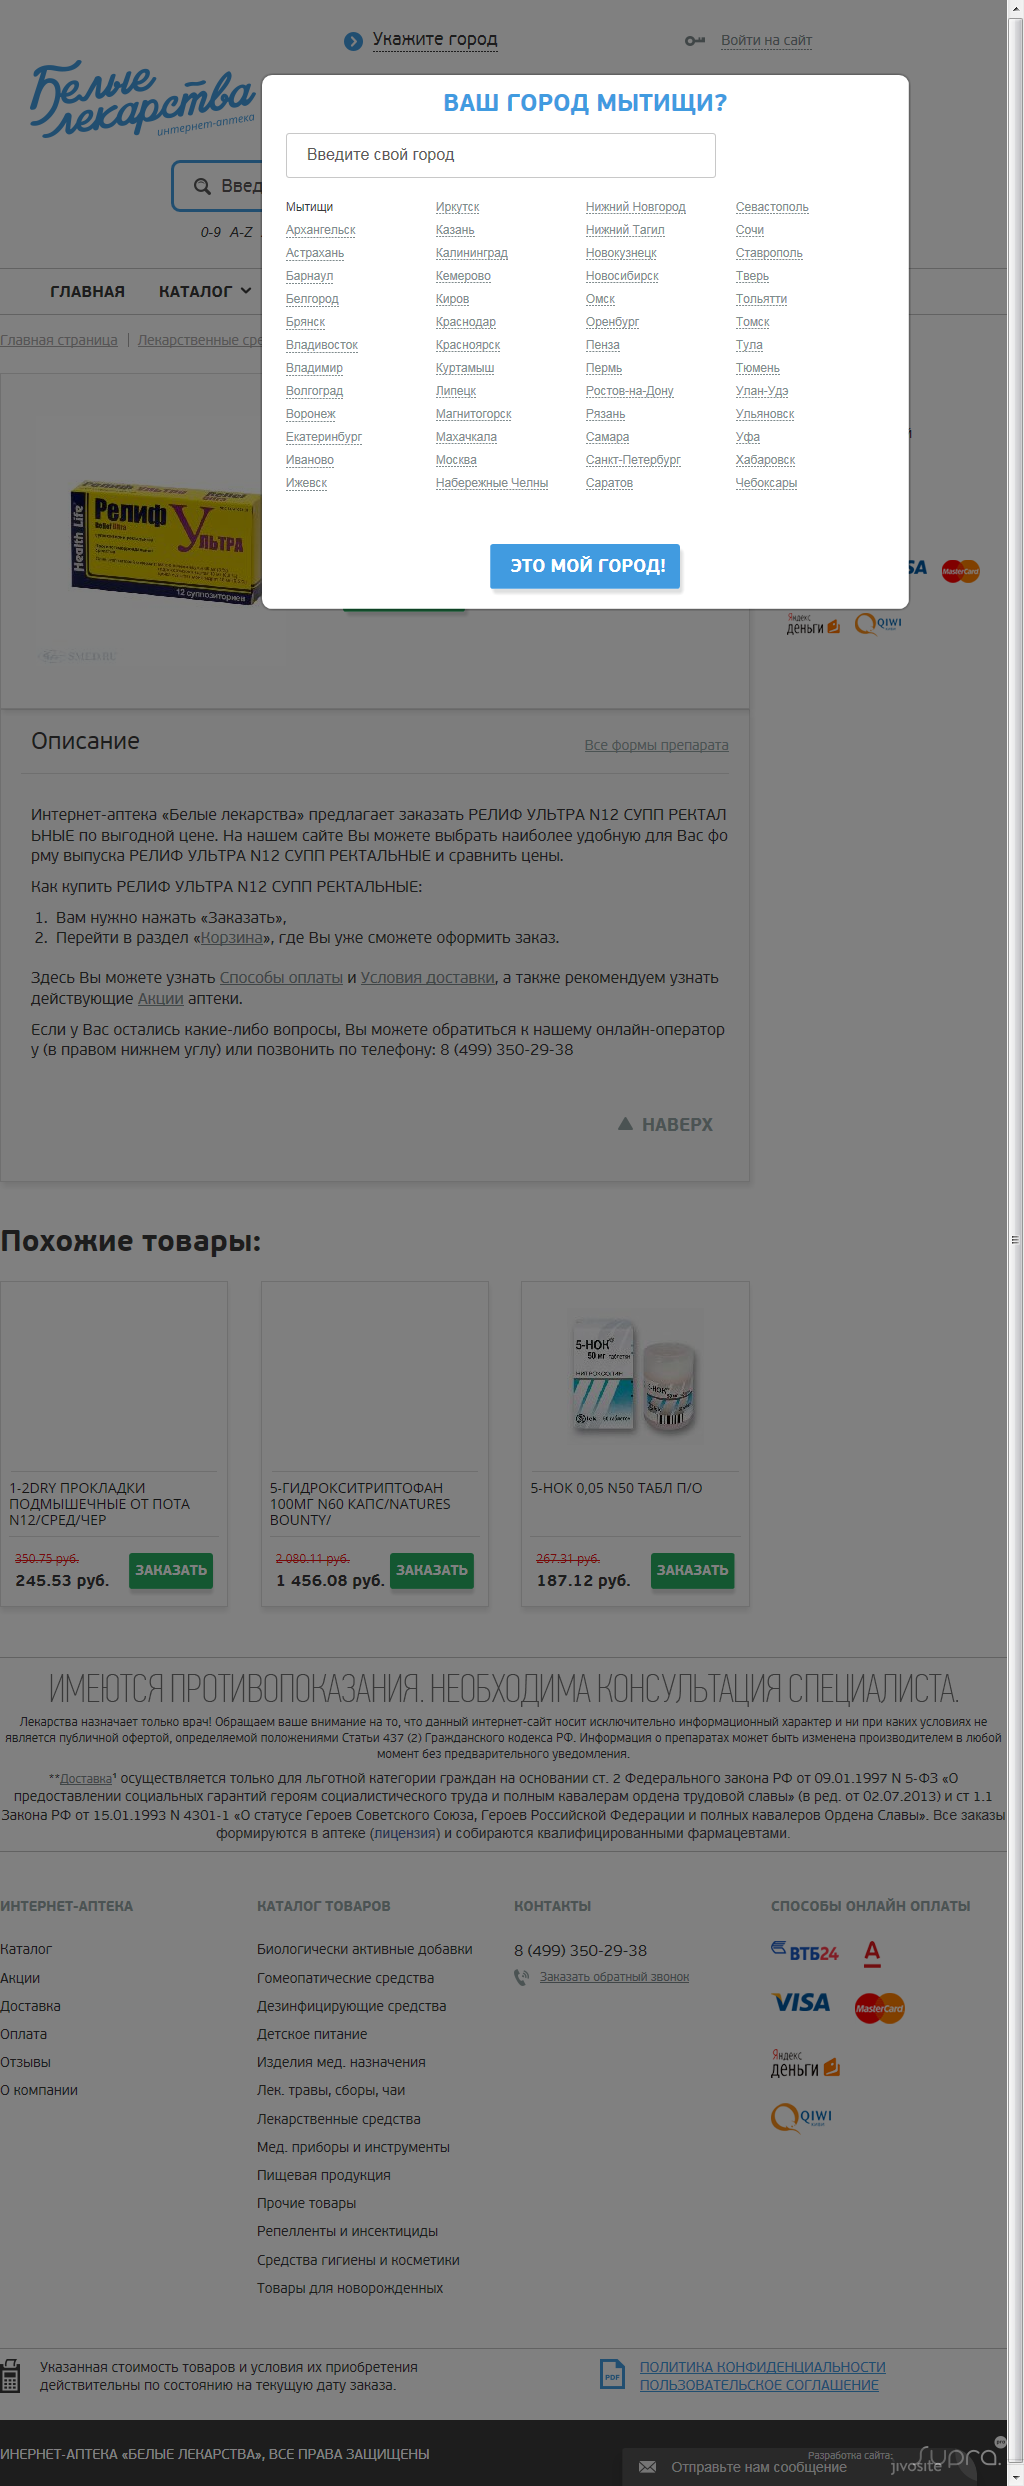 Укажите город
Войти на сайт
Белые лекарства
интернет-аптека
Введ
0-9 A-Z
ГЛАВНАЯ КАТАЛОГ
Главная страница | Лекарственные сре
ВАШ ГОРОД МЫТИЩИ?
Введите свой город
Мытищи Иркутск Нижний Новгород Севастополь
Архангельск Казань Нижний Тагил Сочи
Астрахань Калининград Новокузнецк Ставрополь
Барнаул Кемерово Новосибирск Тверь
Белгород Киров Омск Тольятти
Брянск Краснодар Оренбург Томск
Владивосток Красноярск Пенза Тула
Владимир Куртамыш Пермь Тюмень
Волгоград Липецк Ростов-на-Дону Улан-Удэ
Воронеж Магнитогорск Рязань Ульяновск
Екатеринбург Махачкала Самара Уфа
Иваново Москва Санкт-Петербург Хабаровск
Ижевск Набережные Челны Саратов Чебоксары
ЭТО МОЙ ГОРОД!
Health Life
Релиф Ультра
Relief Ultra
12 суппозиториев
SMED.RU
MasterCard
Яндекс деньги QIWI
Описание
Все формы препарата
Интернет-аптека «Белые лекарства» предлагает заказать РЕЛИФ УЛЬТРА N12 СУПП РЕКТАЛ
ЬНЫЕ по выгодной цене. На нашем сайте Вы можете выбрать наиболее удобную для Вас фо
рму выпуска РЕЛИФ УЛЬТРА N12 СУПП РЕКТАЛЬНЫЕ и сравнить цены.
Как купить РЕЛИФ УЛЬТРА N12 СУПП РЕКТАЛЬНЫЕ:
1. Вам нужно нажать «Заказать»,
2. Перейти в раздел «Корзина», где Вы уже сможете оформить заказ.
Здесь Вы можете узнать Способы оплаты и Условия доставки, а также рекомендуем узнать
действующие Акции аптеки.
Если у Вас остались какие-либо вопросы, Вы можете обратиться к нашему онлайн-оператор
у (в правом нижнем углу) или позвонить по телефону: 8 (499) 350-29-38
НАВЕРХ
Похожие товары:
5-НОК
50 мг таблетки
НИТРОКСОЛИН
1-2DRY ПРОКЛАДКИ
ПОДМЫШЕЧНЫЕ ОТ ПОТА
N12/СРЕД/ЧЕР
350.75 руб.
245.53 руб.
ЗАКАЗАТЬ
5-ГИДРОКСИТРИПТОФАН
100МГ N60 КАПС/NATURES
BOUNTY/
2 080.11 руб.
1 456.08 руб.
ЗАКАЗАТЬ
5-НОК 0,05 N50 ТАБЛ П/О
267.31 руб.
187.12 руб.
ЗАКАЗАТЬ
ИМЕЮТСЯ ПРОТИВОПОКАЗАНИЯ. НЕОБХОДИМА КОНСУЛЬТАЦИЯ СПЕЦИАЛИСТА.
Лекарства назначает только врач! Обращаем ваше внимание на то, что данный интернет-сайт носит исключительно информационный характер и ни при каких условиях не
является публичной офертой, определяемой положениями Статьи 437 (2) Гражданского кодекса РФ. Информация о препаратах может быть изменена производителем в любой
момент без предварительного уведомления.
**Доставка¹ осуществляется только для льготной категории граждан на основании ст. 2 Федерального закона РФ от 09.01.1997 N 5-ФЗ «О
предоставлении социальных гарантий героям социалистического труда и полным кавалерам ордена трудовой славы» (в ред. от 02.07.2013) и ст 1.1
Закона РФ от 15.01.1993 N 4301-1 «О статусе Героев Советского Союза, Героев Российской Федерации и полных кавалеров Ордена Славы». Все заказы
формируются в аптеке (лицензия) и собираются квалифицированными фармацевтами.
ИНТЕРНЕТ-АПТЕКА
Каталог
Акции
Доставка
Оплата
Отзывы
О компании
КАТАЛОГ ТОВАРОВ
Биологически активные добавки
Гомеопатические средства
Дезинфицирующие средства
Детское питание
Изделия мед. назначения
Лек. травы, сборы, чаи
Лекарственные средства
Мед. приборы и инструменты
Пищевая продукция
Прочие товары
Репелленты и инсектициды
Средства гигиены и косметики
Товары для новорожденных
КОНТАКТЫ
8 (499) 350-29-38
Заказать обратный звонок
СПОСОБЫ ОНЛАЙН ОПЛАТЫ
ВТБ24 А
VISA MasterCard
Яндекс деньги
QIWI
Указанная стоимость товаров и условия их приобретения
действительны по состоянию на текущую дату заказа.
PDF
ПОЛИТИКА КОНФИДЕНЦИАЛЬНОСТИ
ПОЛЬЗОВАТЕЛЬСКОЕ СОГЛАШЕНИЕ
ИНЕРНЕТ-АПТЕКА «БЕЛЫЕ ЛЕКАРСТВА», ВСЕ ПРАВА ЗАЩИЩЕНЫ
Разработка сайта: supra.
Отправьте нам сообщение jivosite